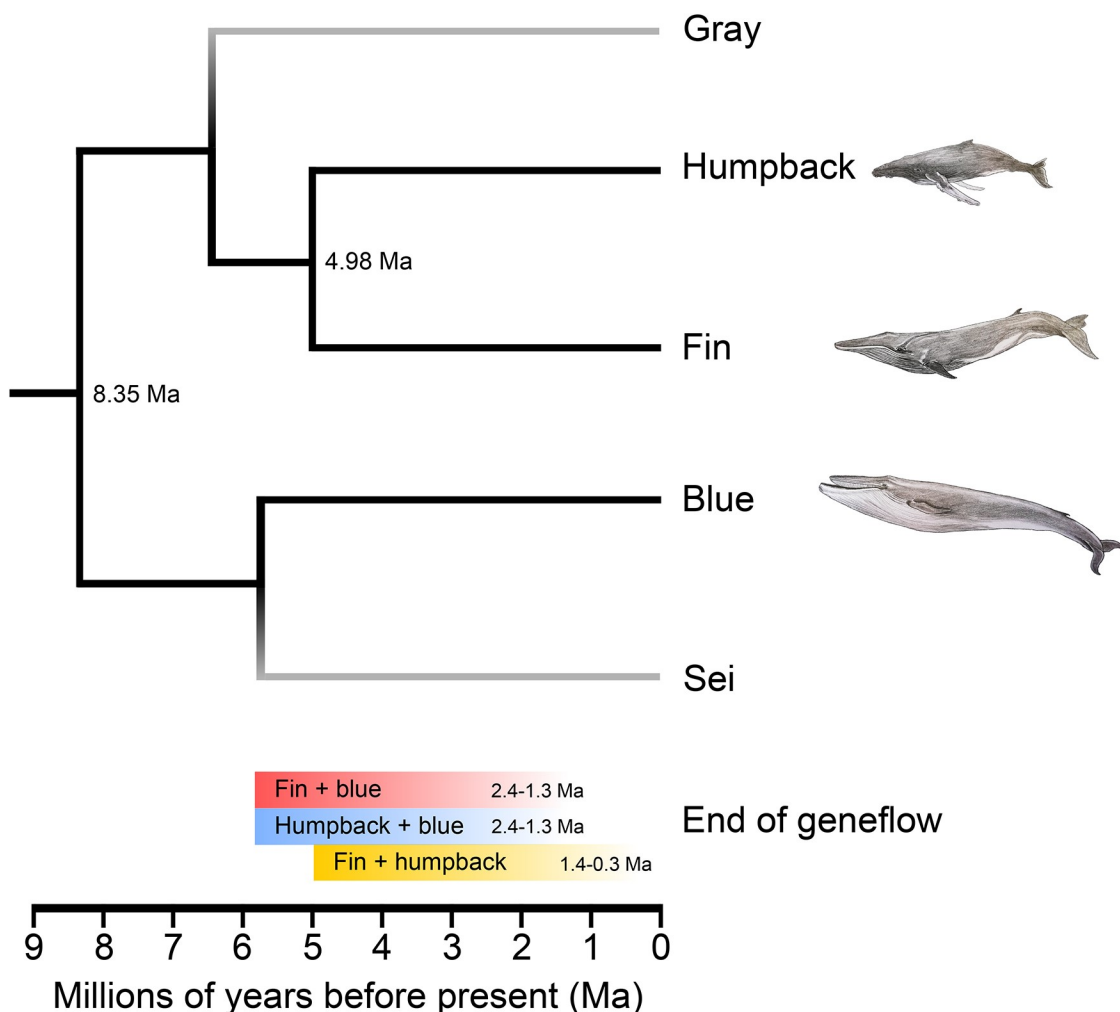 Gray
Humpback
4.98 Ma
Fin
8.35 Ma
Blue
Sei
Fin + blue 2.4-1.3 Ma
Humpback + blue 2.4-1.3 Ma
End of geneflow
Fin + humpback 1.4-0.3 Ma
9 8 7 6 5 4 3 2 1 0
Millions of years before present (Ma)